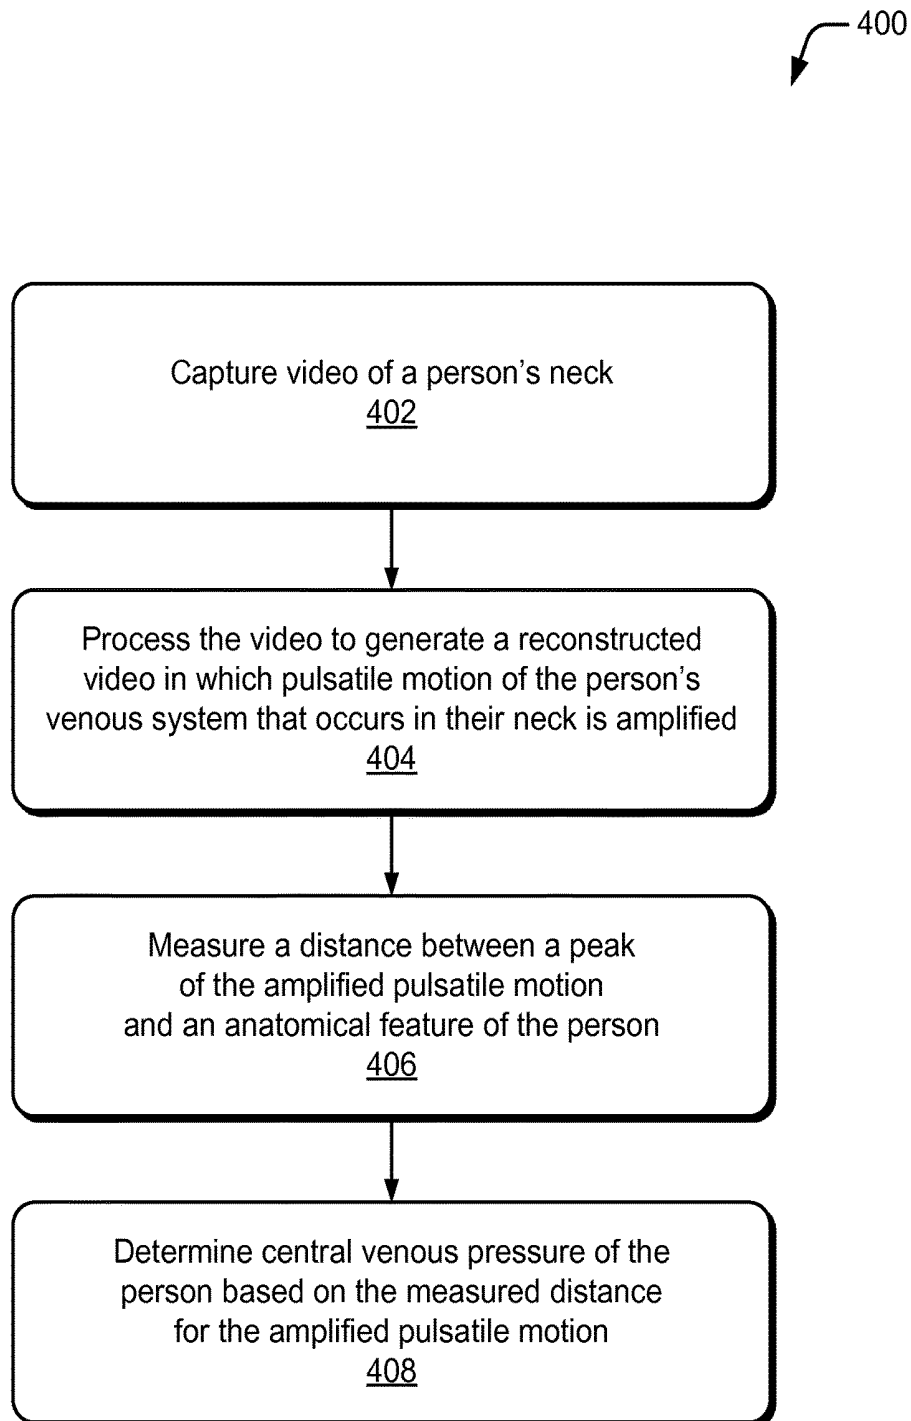 400
Capture video of a person's neck
402
Process the video to generate a reconstructed
video in which pulsatile motion of the person's
venous system that occurs in their neck is amplified
404
Measure a distance between a peak
of the amplified pulsatile motion
and an anatomical feature of the person
406
Determine central venous pressure of the
person based on the measured distance
for the amplified pulsatile motion
408